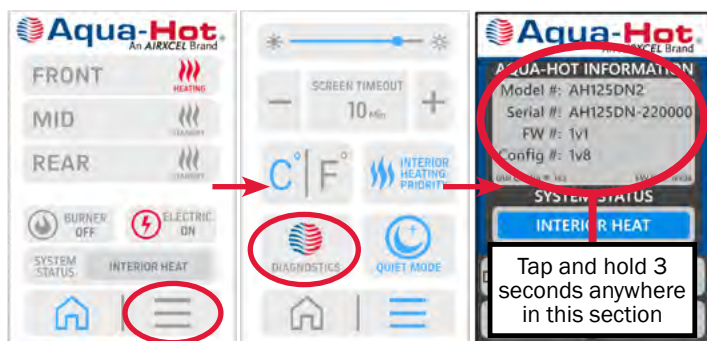 Aqua-Hot.
An AIRXCEL Brand
FRONT
HEATING
MID
STANDBY
REAR
STANDBY
BURNER
OFF
ELECTRIC
ON
SYSTEM
STATUS
INTERIOR HEAT
SCREEN TIMEOUT
10 Min
C° F°
INTERIOR
HEATING
PRIORITY
DIAGNOSTICS
QUIET MODE
Aqua-Hot.
An AIRXCEL Brand
AQUA-HOT INFORMATION
Model #: AH125DN2
Serial #: AH125DN-220000
FW #: 1v1
Config #: 1v8
SYSTEM STATUS
INTERIOR HEAT
Tap and hold 3
seconds anywhere
in this section